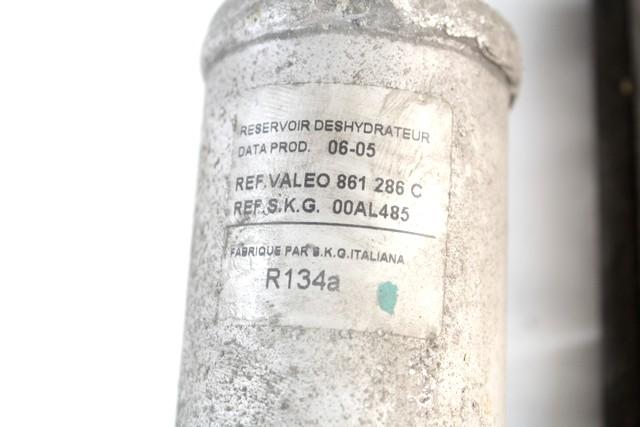 RESERVOIR DESHYDRATEUR
DATA PROD. 06-05
REF.VALEO 861 286 C
REF.S.K.G. 00AL485
FABRIQUE PAR S.K.G.ITALIANA
R134a